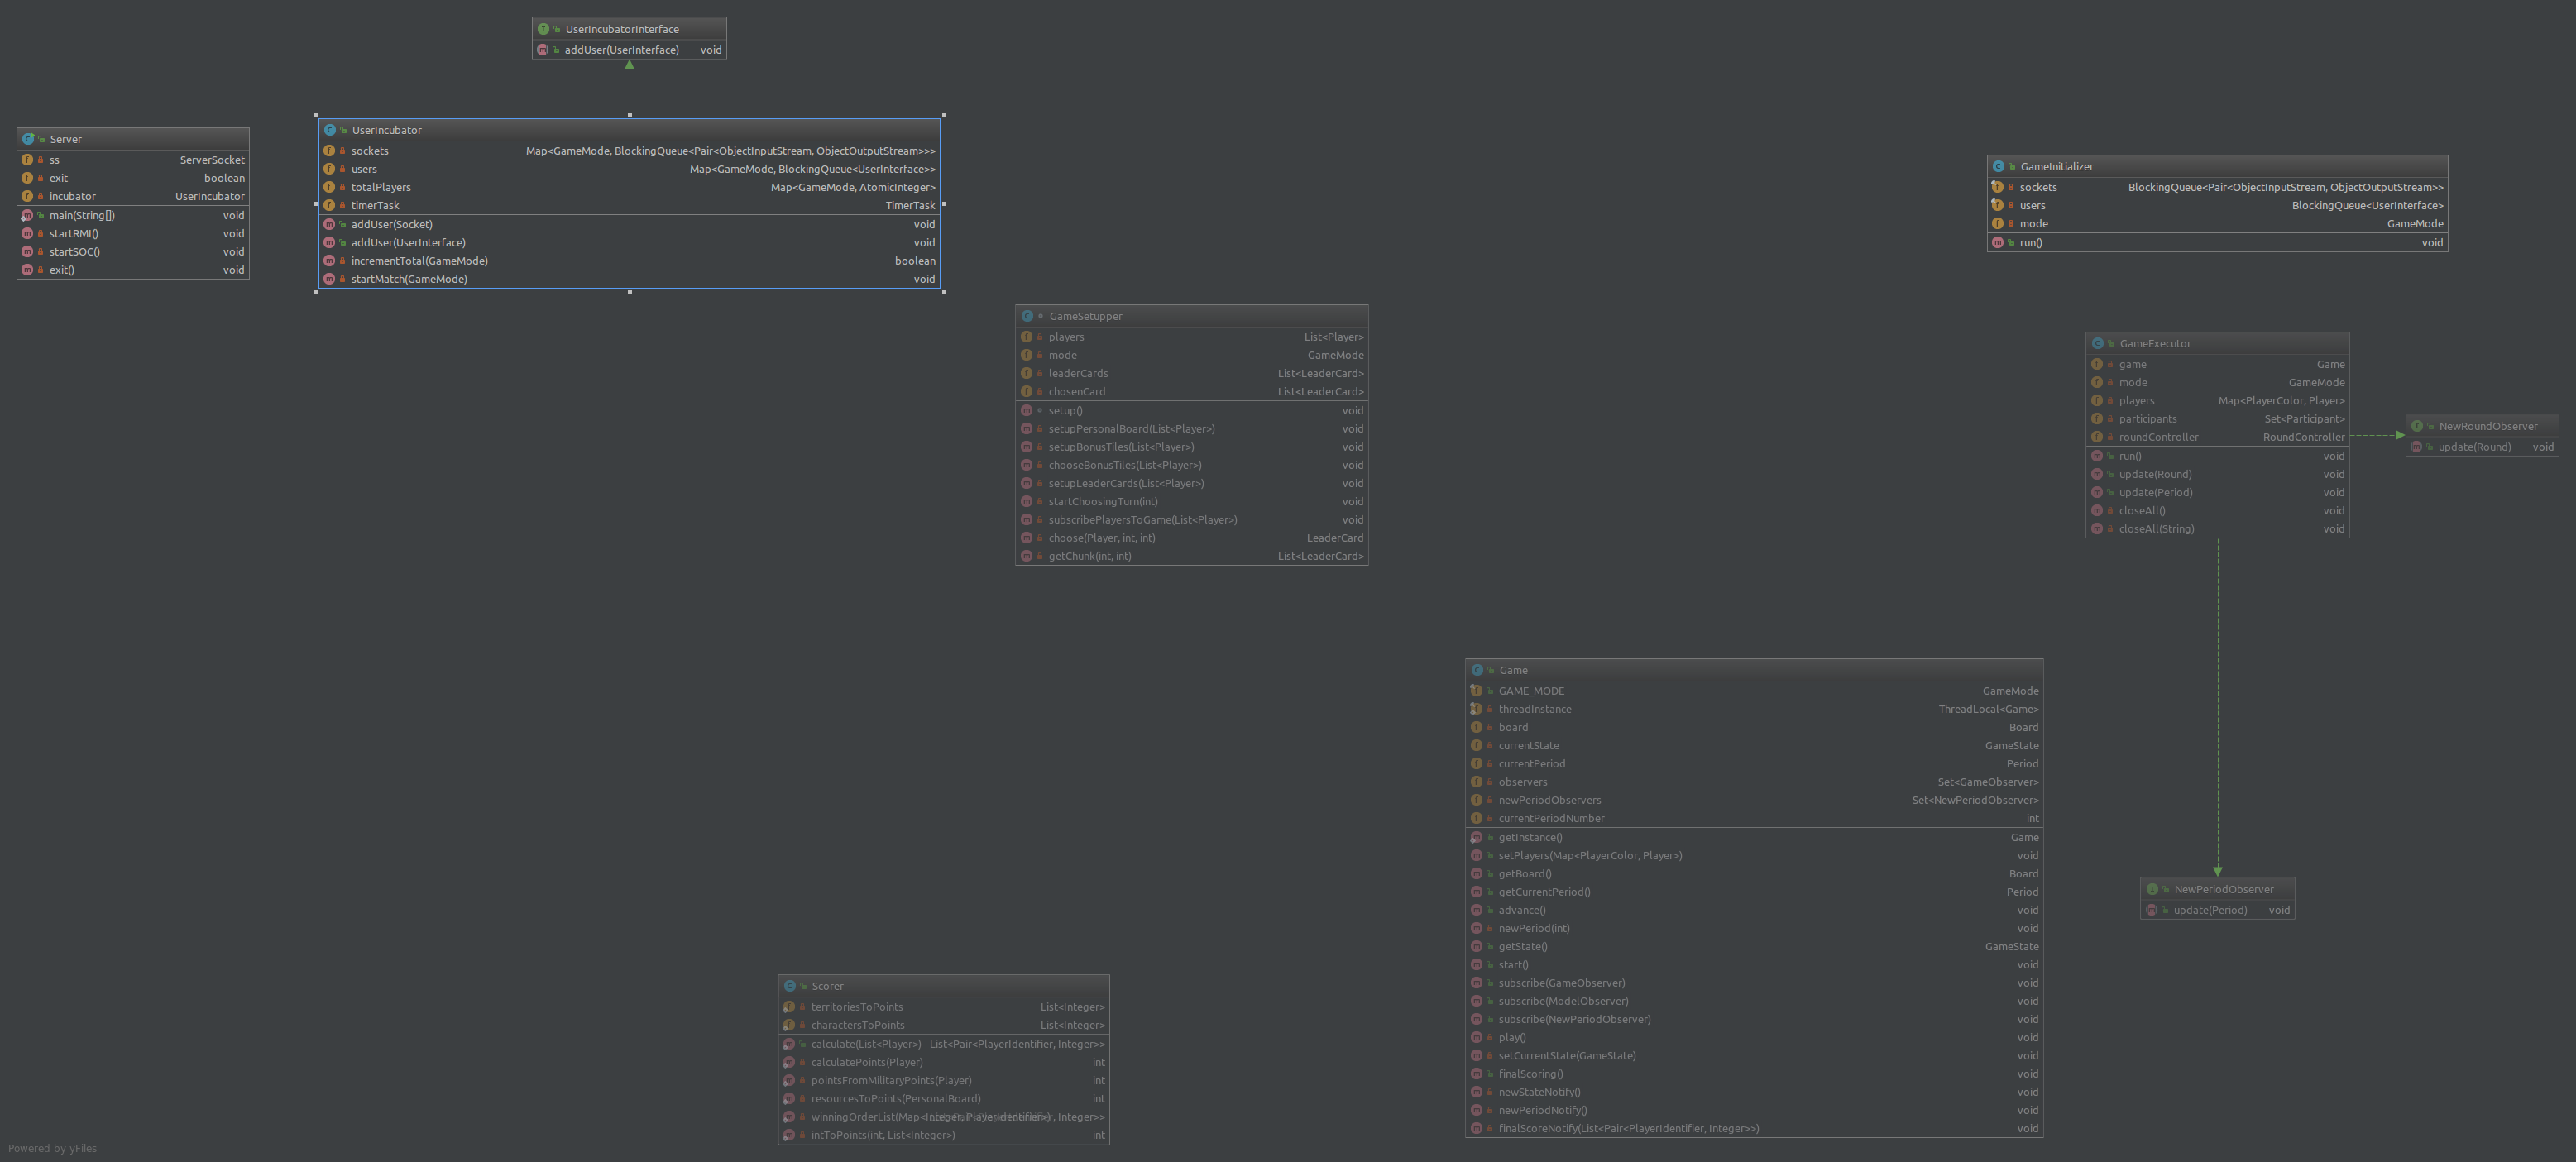 UserIncubatorInterface
addUser(UserInterface) void
Server
ss ServerSocket
exit boolean
incubator UserIncubator
main(String[]) void
startRMI() void
startSOC() void
exit() void
UserIncubator
sockets Map<GameMode, BlockingQueue<Pair<ObjectInputStream, ObjectOutputStream>>>
users Map<GameMode, BlockingQueue<UserInterface>>
totalPlayers Map<GameMode, AtomicInteger>
timerTask TimerTask
addUser(Socket) void
addUser(UserInterface) void
incrementTotal(GameMode) boolean
startMatch(GameMode) void
GameInitializer
sockets BlockingQueue<Pair<ObjectInputStream, ObjectOutputStream>>
users BlockingQueue<UserInterface>
mode GameMode
run() void
GameSetupper
players List<Player>
mode GameMode
leaderCards List<LeaderCard>
chosenCard List<LeaderCard>
setup() void
setupPersonalBoard(List<Player>) void
setupBonusTiles(List<Player>) void
chooseBonusTiles(List<Player>) void
setupLeaderCards(List<Player>) void
startChoosingTurn(int) void
subscribePlayersToGame(List<Player>) void
choose(Player, int, int) LeaderCard
getChunk(int, int) List<LeaderCard>
GameExecutor
game Game
mode GameMode
players Map<PlayerColor, Player>
participants Set<Participant>
roundController RoundController
run() void
update(Round) void
update(Period) void
closeAll() void
closeAll(String) void
NewRoundObserver
update(Round) void
Game
GAME_MODE GameMode
threadInstance ThreadLocal<Game>
board Board
currentState GameState
currentPeriod Period
observers Set<GameObserver>
newPeriodObservers Set<NewPeriodObserver>
currentPeriodNumber int
getInstance() Game
setPlayers(Map<PlayerColor, Player>) void
getBoard() Board
getCurrentPeriod() Period
advance() void
newPeriod(int) void
getState() GameState
start() void
subscribe(GameObserver) void
subscribe(ModelObserver) void
subscribe(NewPeriodObserver) void
play() void
setCurrentState(GameState) void
finalScoring() void
newStateNotify() void
newPeriodNotify() void
finalScoreNotify(List<Pair<PlayerIdentifier, Integer>>) void
NewPeriodObserver
update(Period) void
Scorer
territoriesToPoints List<Integer>
charactersToPoints List<Integer>
calculate(List<Player>) List<Pair<PlayerIdentifier, Integer>>
calculatePoints(Player) int
pointsFromMilitaryPoints(Player) int
resourcesToPoints(PersonalBoard) int
winningOrderList(Map<Integer, PlayerIdentifier>) , Integer>>
intToPoints(int, List<Integer>) int
Powered by yFiles